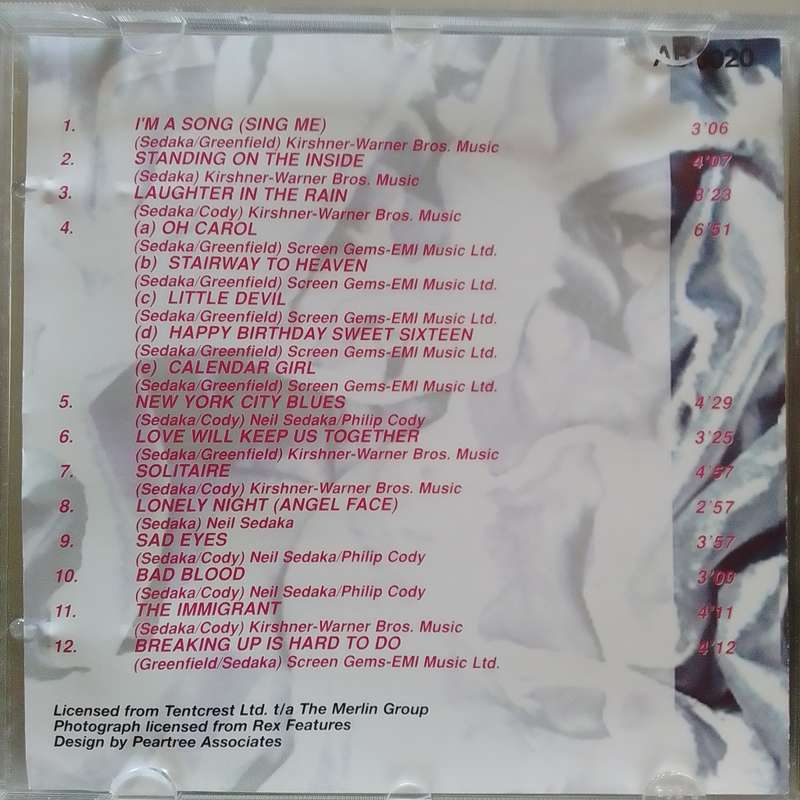 1. I'M A SONG (SING ME) 3'06
(Sedaka/Greenfield) Kirshner-Warner Bros. Music
2. STANDING ON THE INSIDE 4'07
(Sedaka) Kirshner-Warner Bros. Music
3. LAUGHTER IN THE RAIN 3'23
(Sedaka/Cody) Kirshner-Warner Bros. Music
4. (a) OH CAROL 6'51
(Sedaka/Greenfield) Screen Gems-EMI Music Ltd.
(b) STAIRWAY TO HEAVEN
(Sedaka/Greenfield) Screen Gems-EMI Music Ltd.
(c) LITTLE DEVIL
(Sedaka/Greenfield) Screen Gems-EMI Music Ltd.
(d) HAPPY BIRTHDAY SWEET SIXTEEN
(Sedaka/Greenfield) Screen Gems-EMI Music Ltd.
(e) CALENDAR GIRL
(Sedaka/Greenfield) Screen Gems-EMI Music Ltd.
5. NEW YORK CITY BLUES 4'29
(Sedaka/Cody) Neil Sedaka/Philip Cody
6. LOVE WILL KEEP US TOGETHER 3'25
(Sedaka/Greenfield) Kirshner-Warner Bros. Music
7. SOLITAIRE 4'57
(Sedaka/Cody) Kirshner-Warner Bros. Music
8. LONELY NIGHT (ANGEL FACE) 2'57
(Sedaka) Neil Sedaka
9. SAD EYES 3'57
(Sedaka/Cody) Neil Sedaka/Philip Cody
10. BAD BLOOD 3'00
(Sedaka/Cody) Neil Sedaka/Philip Cody
11. THE IMMIGRANT 4'11
(Sedaka/Cody) Kirshner-Warner Bros. Music
12. BREAKING UP IS HARD TO DO 4'12
(Greenfield/Sedaka) Screen Gems-EMI Music Ltd.
Licensed from Tentcrest Ltd. t/a The Merlin Group
Photograph licensed from Rex Features
Design by Peartree Associates